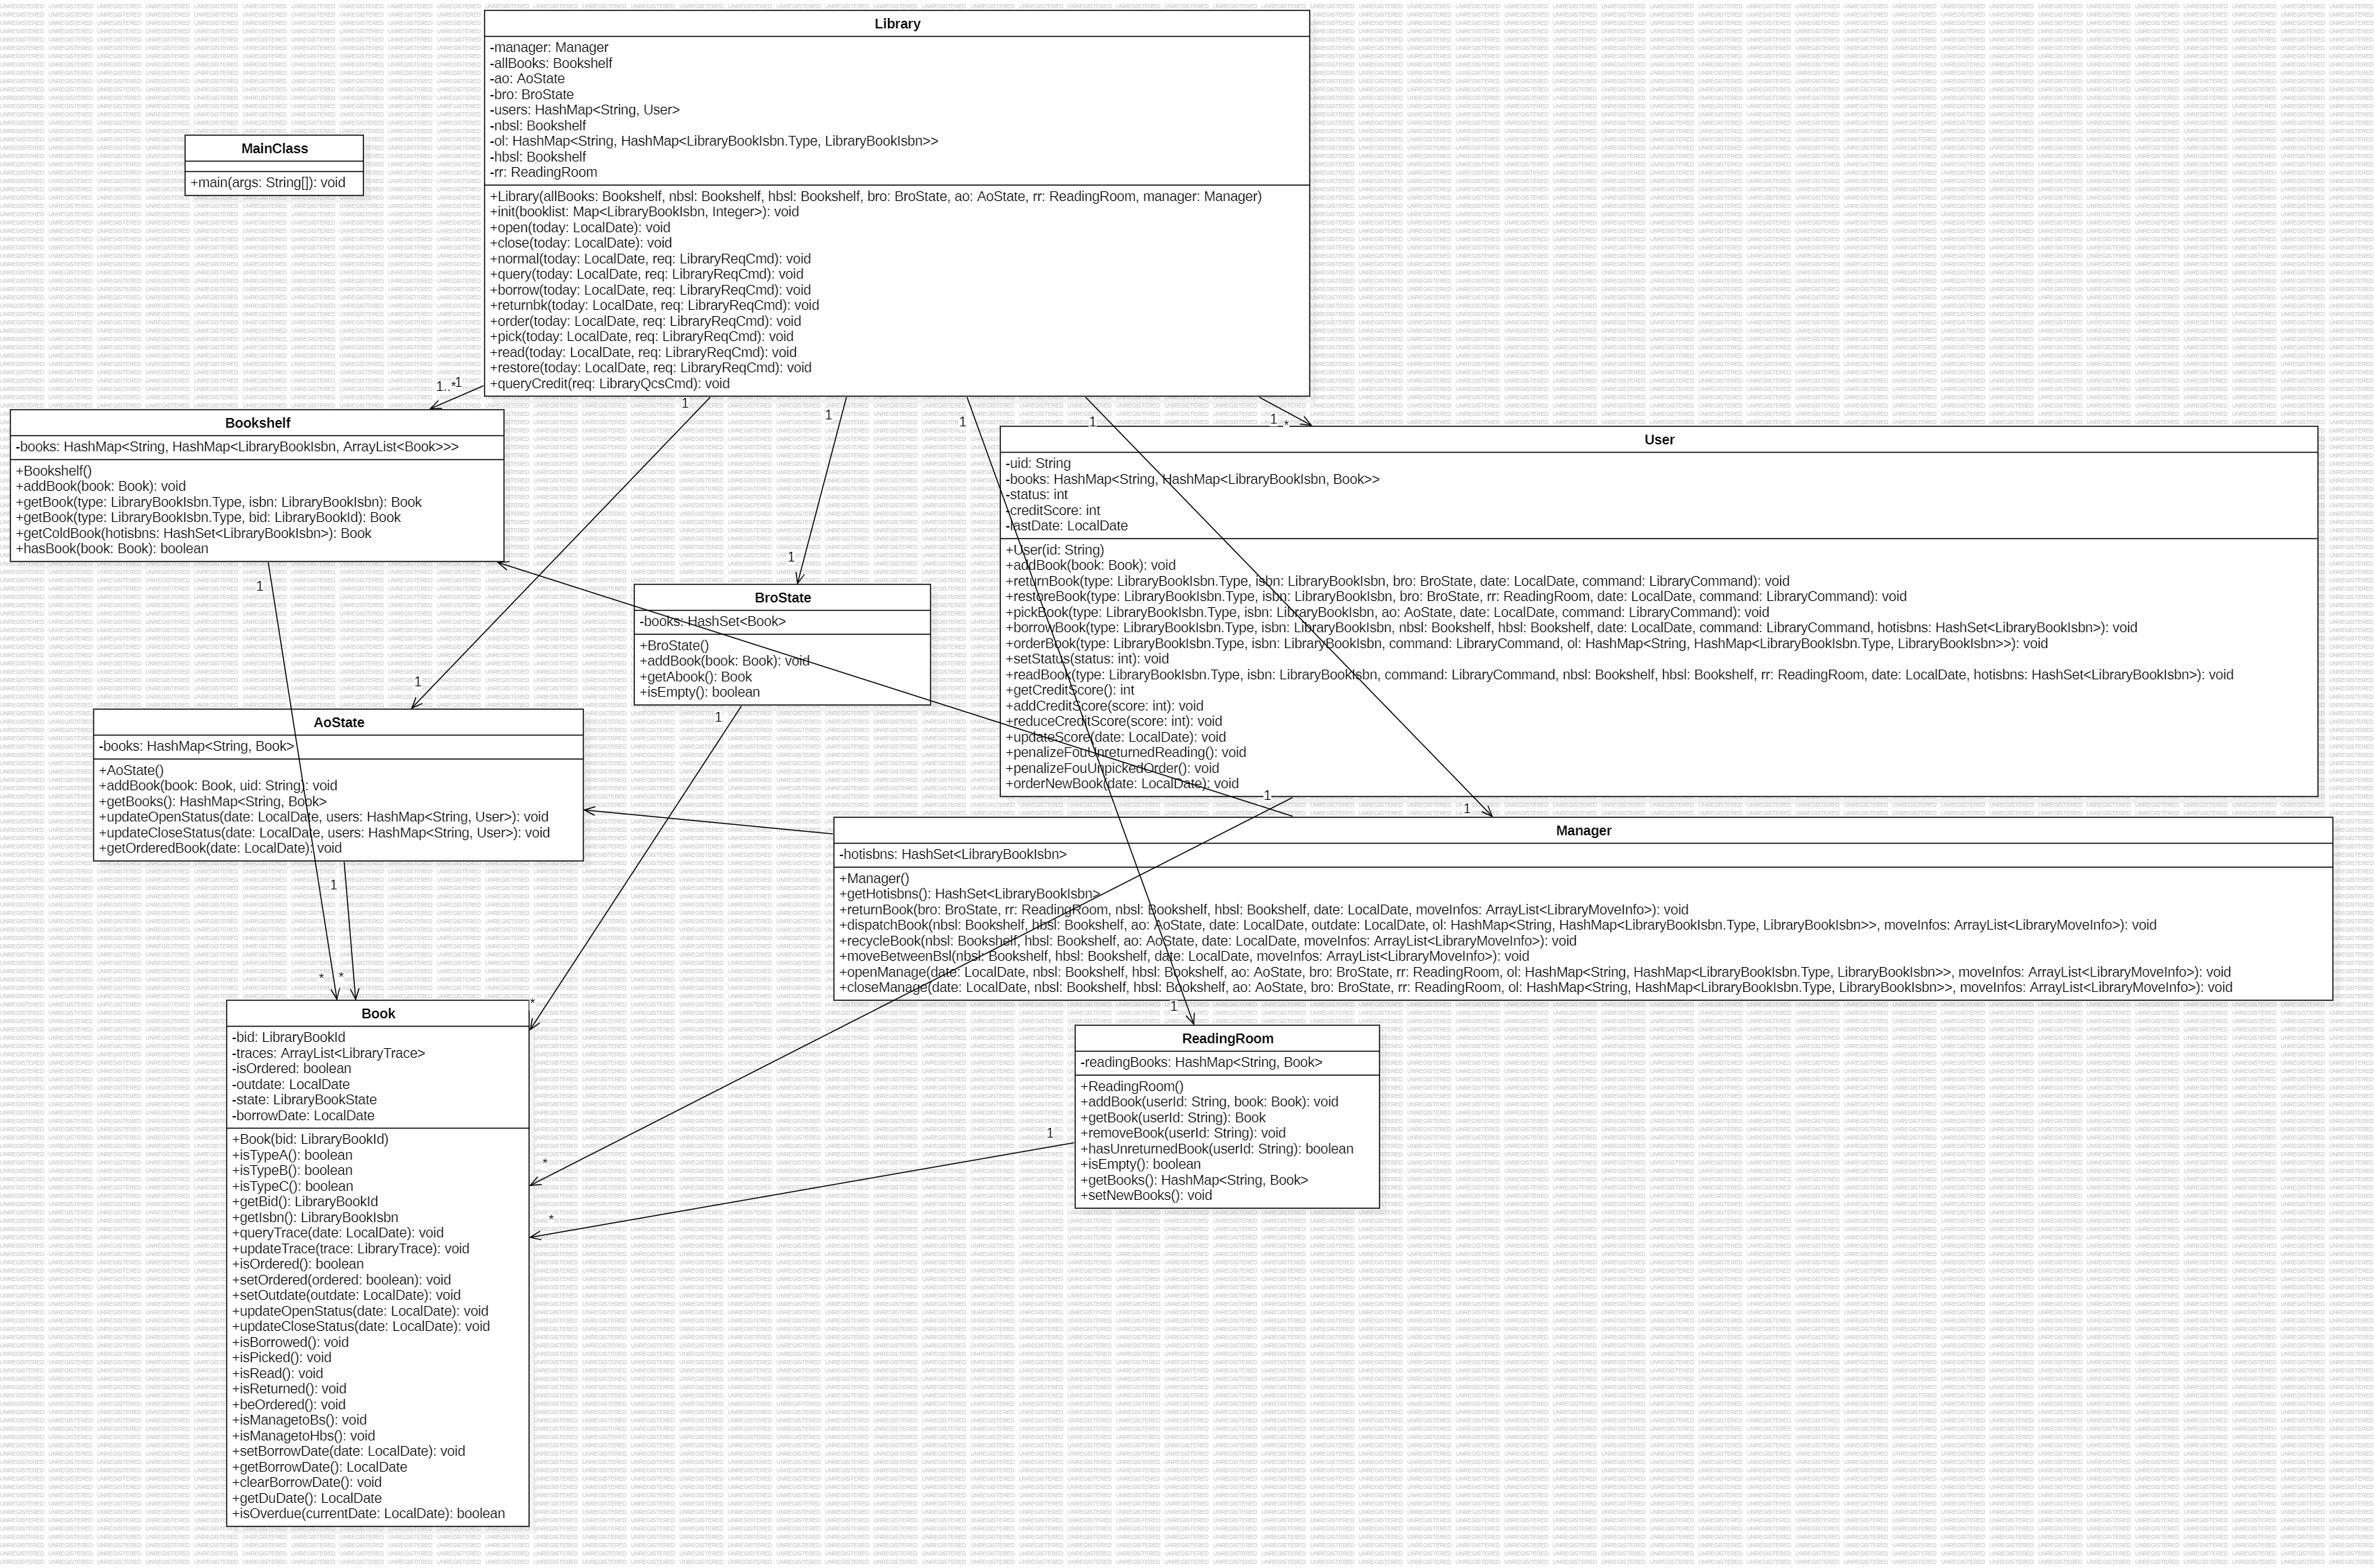 Library
-manager: Manager
-allBooks: Bookshelf
-ao: AoState
-bro: BroState
-users: HashMap<String, User>
-nbsl: Bookshelf
-ol: HashMap<String, HashMap<LibraryBookIsbn.Type, LibraryBookIsbn>>
-hbsl: Bookshelf
-rr: ReadingRoom
+Library(allBooks: Bookshelf, nbsl: Bookshelf, hbsl: Bookshelf, bro: BroState, ao: AoState, rr: ReadingRoom, manager: Manager)
+init(booklist: Map<LibraryBookIsbn, Integer>): void
+open(today: LocalDate): void
+close(today: LocalDate): void
+normal(today: LocalDate, req: LibraryReqCmd): void
+query(today: LocalDate, req: LibraryReqCmd): void
+borrow(today: LocalDate, req: LibraryReqCmd): void
+returnbk(today: LocalDate, req: LibraryReqCmd): void
+order(today: LocalDate, req: LibraryReqCmd): void
+pick(today: LocalDate, req: LibraryReqCmd): void
+read(today: LocalDate, req: LibraryReqCmd): void
+restore(today: LocalDate, req: LibraryReqCmd): void
+queryCredit(req: LibraryQcsCmd): void
MainClass
+main(args: String[]): void
1..*
1
1
1
1
1
1
*
Bookshelf
-books: HashMap<String, HashMap<LibraryBookIsbn, ArrayList<Book>>>
+Bookshelf()
+addBook(book: Book): void
+getBook(type: LibraryBookIsbn.Type, isbn: LibraryBookIsbn): Book
+getBook(type: LibraryBookIsbn.Type, bid: LibraryBookId): Book
+getColdBook(hotisbns: HashSet<LibraryBookIsbn>): Book
+hasBook(book: Book): boolean
1
User
-uid: String
-books: HashMap<String, HashMap<LibraryBookIsbn, Book>>
-status: int
-creditScore: int
-lastDate: LocalDate
+User(id: String)
+addBook(book: Book): void
+returnBook(type: LibraryBookIsbn.Type, isbn: LibraryBookIsbn, bro: BroState, date: LocalDate, command: LibraryCommand): void
+restoreBook(type: LibraryBookIsbn.Type, isbn: LibraryBookIsbn, bro: BroState, rr: ReadingRoom, date: LocalDate, command: LibraryCommand): void
+pickBook(type: LibraryBookIsbn.Type, isbn: LibraryBookIsbn, ao: AoState, date: LocalDate, command: LibraryCommand): void
+borrowBook(type: LibraryBookIsbn.Type, isbn: LibraryBookIsbn, nbsl: Bookshelf, hbsl: Bookshelf, date: LocalDate, command: LibraryCommand, hotisbns: HashSet<LibraryBookIsbn>): void
+orderBook(type: LibraryBookIsbn.Type, isbn: LibraryBookIsbn, command: LibraryCommand, ol: HashMap<String, HashMap<LibraryBookIsbn.Type, LibraryBookIsbn>>): void
+setStatus(status: int): void
+readBook(type: LibraryBookIsbn.Type, isbn: LibraryBookIsbn, command: LibraryCommand, nbsl: Bookshelf, hbsl: Bookshelf, rr: ReadingRoom, date: LocalDate, hotisbns: HashSet<LibraryBookIsbn>): void
+getCreditScore(): int
+addCreditScore(score: int): void
+reduceCreditScore(score: int): void
+updateScore(date: LocalDate): void
+penalizeFouUnreturnedReading(): void
+penalizeFouUnpickedOrder(): void
+orderNewBook(date: LocalDate): void
1
1
BroState
-books: HashSet<Book>
+BroState()
+addBook(book: Book): void
+getAbook(): Book
+isEmpty(): boolean
1
1
AoState
-books: HashMap<String, Book>
+AoState()
+addBook(book: Book, uid: String): void
+getBooks(): HashMap<String, Book>
+updateOpenStatus(date: LocalDate, users: HashMap<String, User>): void
+updateCloseStatus(date: LocalDate, users: HashMap<String, User>): void
+getOrderedBook(date: LocalDate): void
1
1
Manager
-hotisbns: HashSet<LibraryBookIsbn>
+Manager()
+getHotisbns(): HashSet<LibraryBookIsbn>
+returnBook(bro: BroState, rr: ReadingRoom, nbsl: Bookshelf, hbsl: Bookshelf, date: LocalDate, moveInfos: ArrayList<LibraryMoveInfo>): void
+dispatchBook(nbsl: Bookshelf, hbsl: Bookshelf, ao: AoState, date: LocalDate, outdate: LocalDate, ol: HashMap<String, HashMap<LibraryBookIsbn.Type, LibraryBookIsbn>>, moveInfos: ArrayList<LibraryMoveInfo>): void
+recycleBook(nbsl: Bookshelf, hbsl: Bookshelf, ao: AoState, date: LocalDate, moveInfos: ArrayList<LibraryMoveInfo>): void
+moveBetweenBsl(nbsl: Bookshelf, hbsl: Bookshelf, date: LocalDate, moveInfos: ArrayList<LibraryMoveInfo>): void
+openManage(date: LocalDate, nbsl: Bookshelf, hbsl: Bookshelf, ao: AoState, bro: BroState, rr: ReadingRoom, ol: HashMap<String, HashMap<LibraryBookIsbn.Type, LibraryBookIsbn>>, moveInfos: ArrayList<LibraryMoveInfo>): void
+closeManage(date: LocalDate, nbsl: Bookshelf, hbsl: Bookshelf, ao: AoState, bro: BroState, rr: ReadingRoom, ol: HashMap<String, HashMap<LibraryBookIsbn.Type, LibraryBookIsbn>>, moveInfos: ArrayList<LibraryMoveInfo>): void
*
*
*
1
Book
-bid: LibraryBookId
-traces: ArrayList<LibraryTrace>
-isOrdered: boolean
-outdate: LocalDate
-state: LibraryBookState
-borrowDate: LocalDate
+Book(bid: LibraryBookId)
+isTypeA(): boolean
+isTypeB(): boolean
+isTypeC(): boolean
+getBid(): LibraryBookId
+getIsbn(): LibraryBookIsbn
+queryTrace(date: LocalDate): void
+updateTrace(trace: LibraryTrace): void
+isOrdered(): boolean
+setOrdered(ordered: boolean): void
+setOutdate(outdate: LocalDate): void
+updateOpenStatus(date: LocalDate): void
+updateCloseStatus(date: LocalDate): void
+isBorrowed(): void
+isPicked(): void
+isRead(): void
+isReturned(): void
+beOrdered(): void
+isManagetoBs(): void
+isManagetoHbs(): void
+setBorrowDate(date: LocalDate): void
+getBorrowDate(): LocalDate
+clearBorrowDate(): void
+getDuDate(): LocalDate
+isOverdue(currentDate: LocalDate): boolean
*
*
1
ReadingRoom
-readingBooks: HashMap<String, Book>
+ReadingRoom()
+addBook(userId: String, book: Book): void
+getBook(userId: String): Book
+removeBook(userId: String): void
+hasUnreturnedBook(userId: String): boolean
+isEmpty(): boolean
+getBooks(): HashMap<String, Book>
+setNewBooks(): void
UNREGISTERED